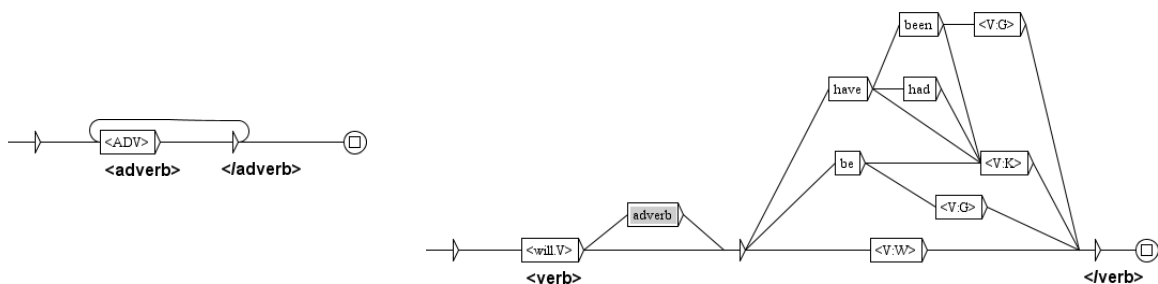 <ADV>
<adverb> </adverb>
been <V:G>
have had
be <V:K>
<V:G>
adverb
<will.V> <V:W>
<verb> </verb>